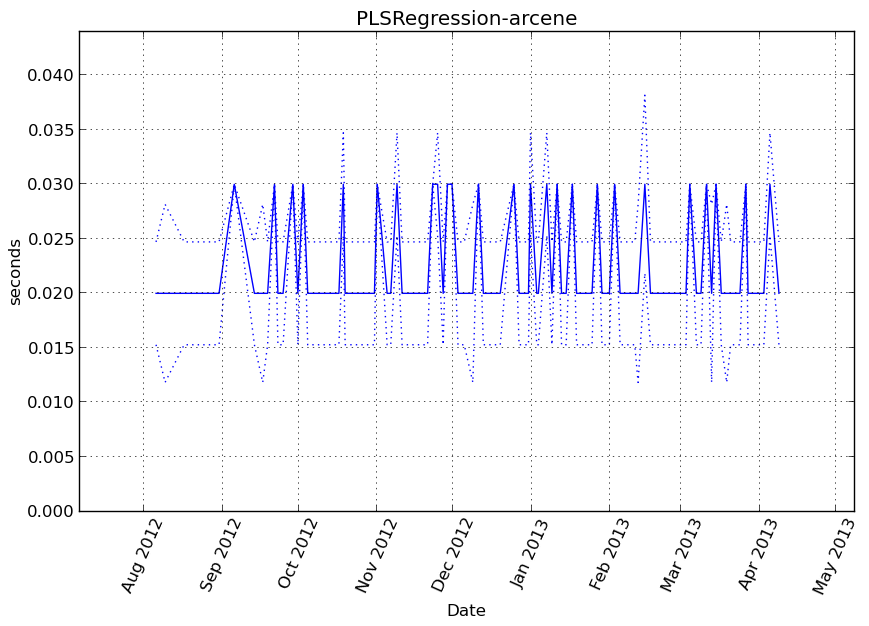 PLSRegression-arcene
0.040
0.035
0.030
0.025
0.020
0.015
0.010
0.005
0.000
seconds
Aug 2012
Sep 2012
Oct 2012
Nov 2012
Dec 2012
Jan 2013
Feb 2013
Mar 2013
Apr 2013
May 2013
Date